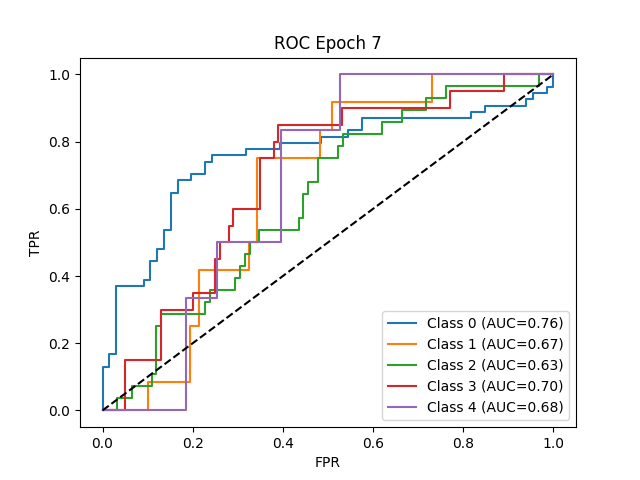 ROC Epoch 7
1.0
0.8
0.6
0.4
0.2
0.0
TPR
0.0 0.2 0.4 0.6 0.8 1.0
FPR
Class 0 (AUC=0.76)
Class 1 (AUC=0.67)
Class 2 (AUC=0.63)
Class 3 (AUC=0.70)
Class 4 (AUC=0.68)